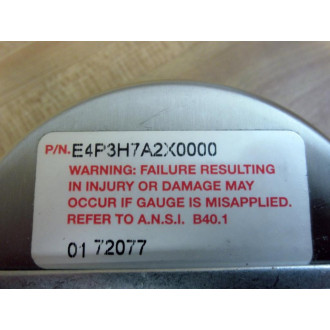 P/N. E4P3H7A2X0000
WARNING: FAILURE RESULTING
IN INJURY OR DAMAGE MAY
OCCUR IF GAUGE IS MISAPPLIED.
REFER TO A.N.S.I. B40.1
01 72077